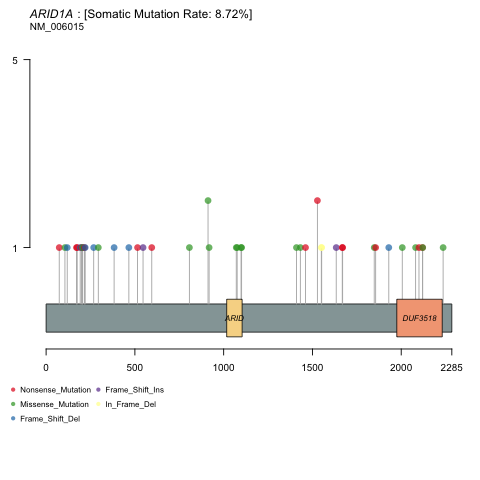 ARID1A : [Somatic Mutation Rate: 8.72%]
NM_006015
5
1
ARID
DUF3518
0 500 1000 1500 2000 2285
Nonsense_Mutation Frame_Shift_Ins
Missense_Mutation In_Frame_Del
Frame_Shift_Del